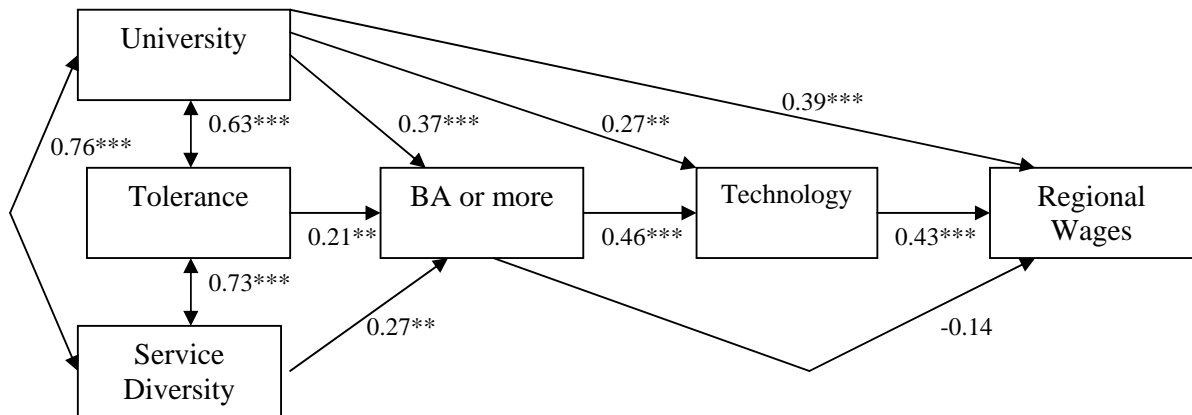 University
0.39***
0.63***
0.37***
0.27**
0.76***
Tolerance
BA or more
Technology
Regional
Wages
0.21**
0.46***
0.43***
0.73***
0.27**
-0.14
Service
Diversity